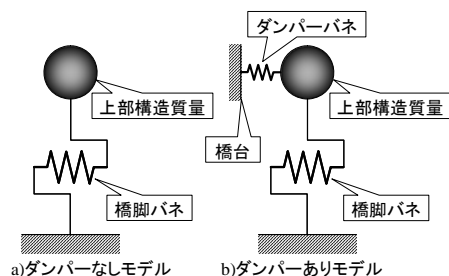 ダンパーバネ
上部構造質量
上部構造質量
橋台
橋脚バネ
橋脚バネ
a)ダンパーなしモデル
b)ダンパーありモデル